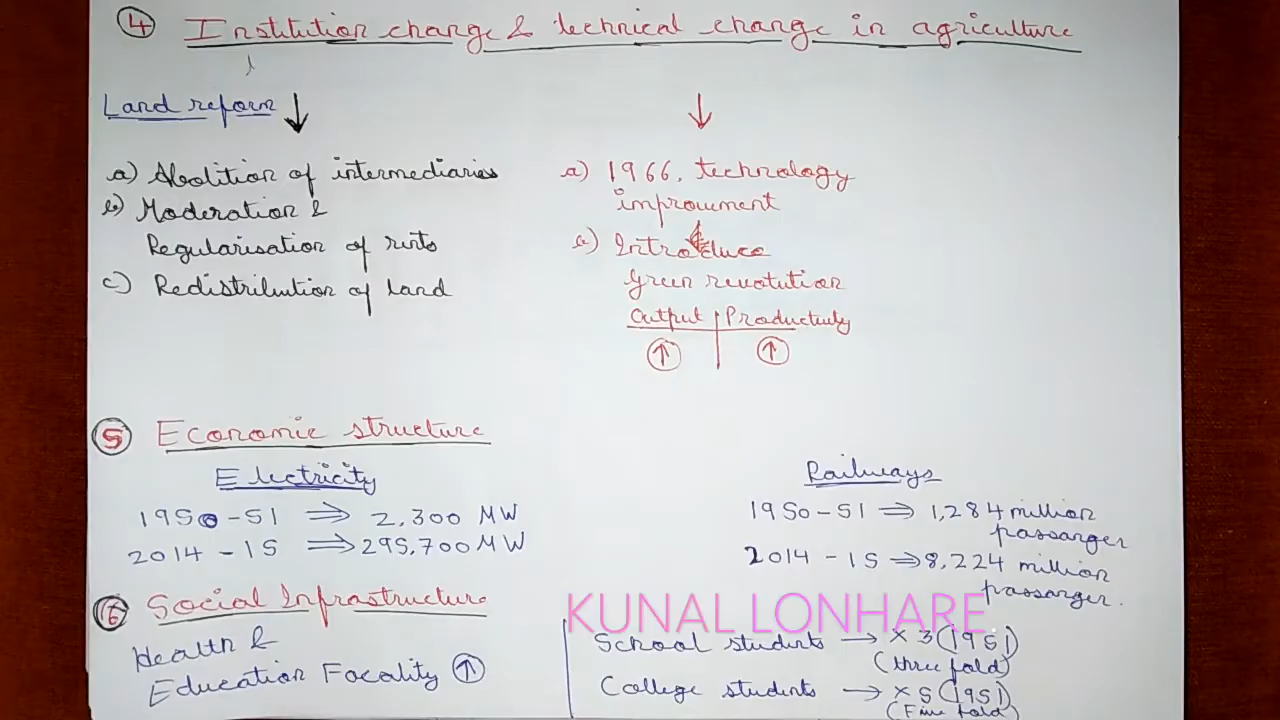 ④ Institution change & technical change in agriculture
Land reform ↓
a) Abolition of intermediaries
b) Moderation &
Regularisation of rents
c) Redistribution of land
↓
a) 1966. technology
improvment
b) Introduce
Green revolution
Output | Productivity
↑ | ↑
⑤ Economic structure
Electricity
1950-51 ⇒ 2,300 MW
2014-15 ⇒ 295,700 MW
Railways
1950-51 ⇒ 1,284 million
passanger
2014-15 ⇒ 8,224 million
passanger.
⑥ Social Infrastructure
Health &
Education Focality ↑
KUNAL LONHARE
School students → ×3 (1951)
(three fold)
College students → ×5 (1951)
(Five fold)